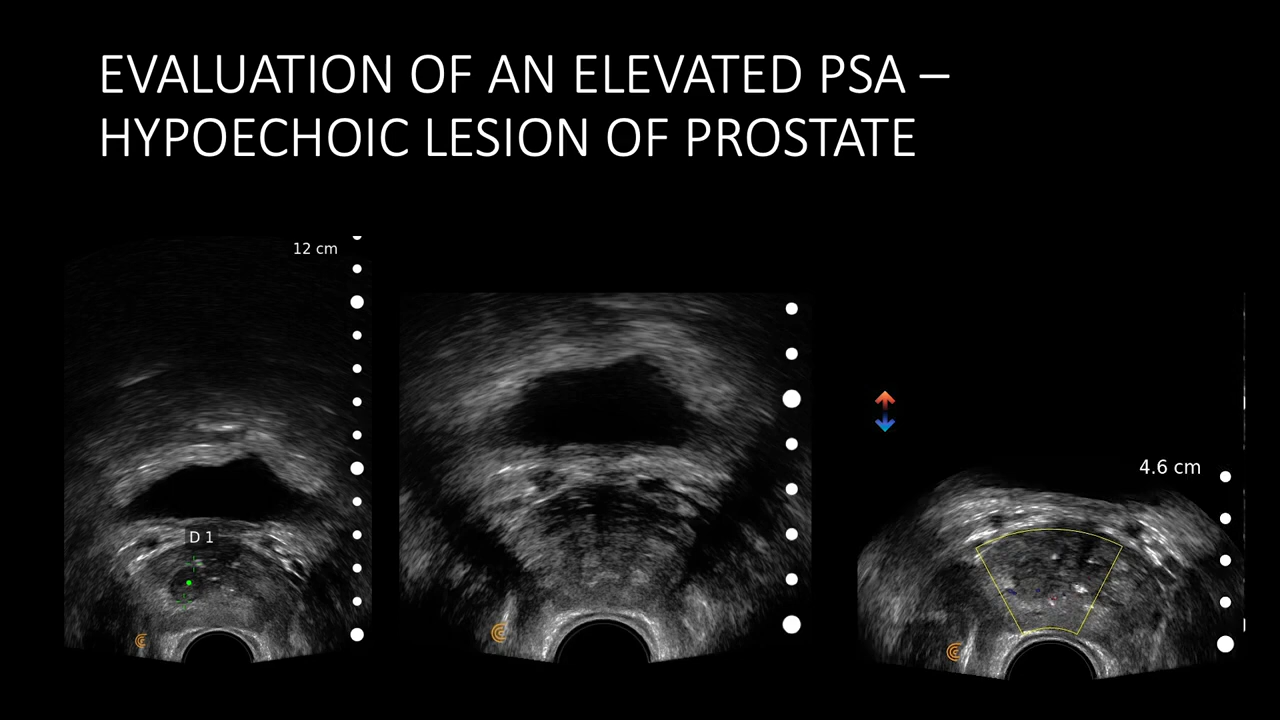 EVALUATION OF AN ELEVATED PSA –
HYPOECHOIC LESION OF PROSTATE
12 cm
D 1
4.6 cm